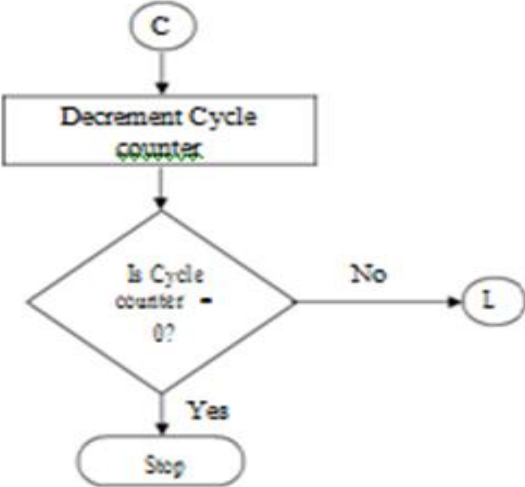 C
Decrement Cycle
counter
Is Cycle
counter =
0?
No
L
Yes
Stop